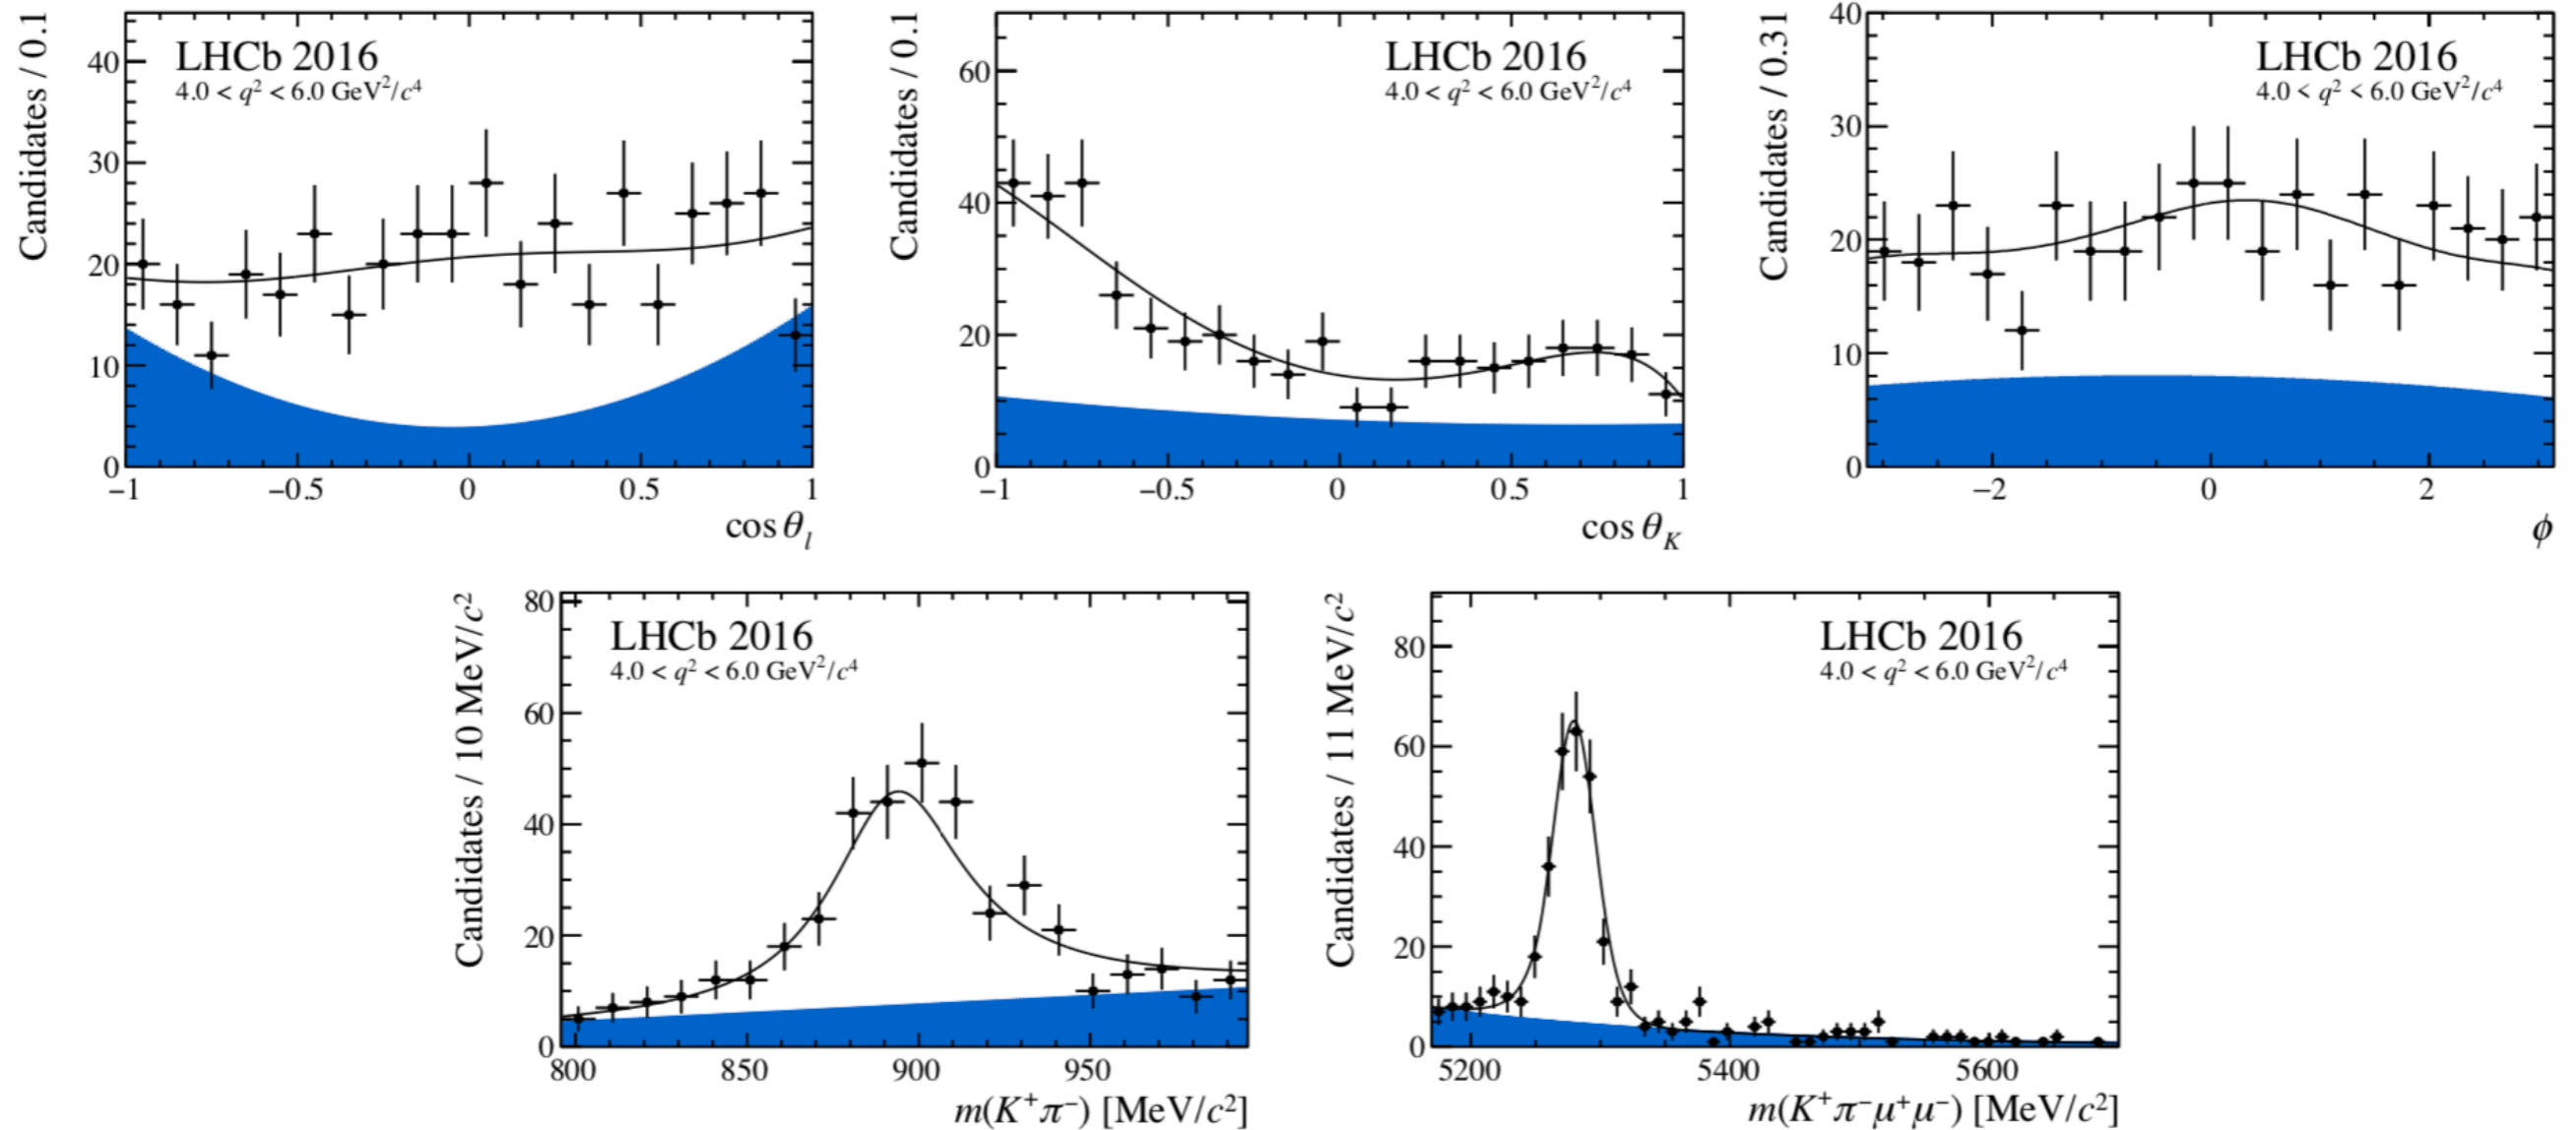 Candidates / 0.1
LHCb 2016
4.0 < q² < 6.0 GeV²/c⁴
40
30
20
10
0
−1 −0.5 0 0.5 1
cos θ_l
Candidates / 0.1
LHCb 2016
4.0 < q² < 6.0 GeV²/c⁴
60
40
20
0
−1 −0.5 0 0.5 1
cos θ_K
Candidates / 0.31
LHCb 2016
4.0 < q² < 6.0 GeV²/c⁴
40
30
20
10
0
−2 0 2
ϕ
Candidates / 10 MeV/c²
LHCb 2016
4.0 < q² < 6.0 GeV²/c⁴
80
60
40
20
0
800 850 900 950
m(K⁺π⁻) [MeV/c²]
Candidates / 11 MeV/c²
LHCb 2016
4.0 < q² < 6.0 GeV²/c⁴
80
60
40
20
0
5200 5400 5600
m(K⁺π⁻μ⁺μ⁻) [MeV/c²]